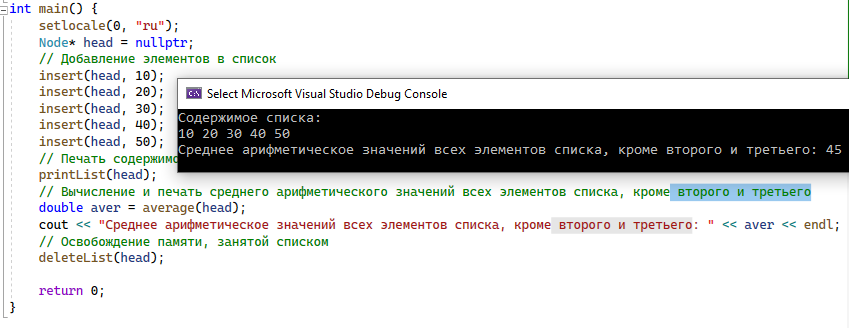 int main() {
setlocale(0, "ru");
Node* head = nullptr;
// Добавление элементов в список
insert(head, 10);
insert(head, 20);
insert(head, 30);
insert(head, 40);
insert(head, 50);
Select Microsoft Visual Studio Debug Console
Содержимое списка:
10 20 30 40 50
Среднее арифметическое значений всех элементов списка, кроме второго и третьего: 45
// Печать содержимо
printList(head);
// Вычисление и печать среднего арифметического значений всех элементов списка, кроме второго и третьего
double aver = average(head);
cout << "Среднее арифметическое значений всех элементов списка, кроме второго и третьего: " << aver << endl;
// Освобождение памяти, занятой списком
deleteList(head);
return 0;
}